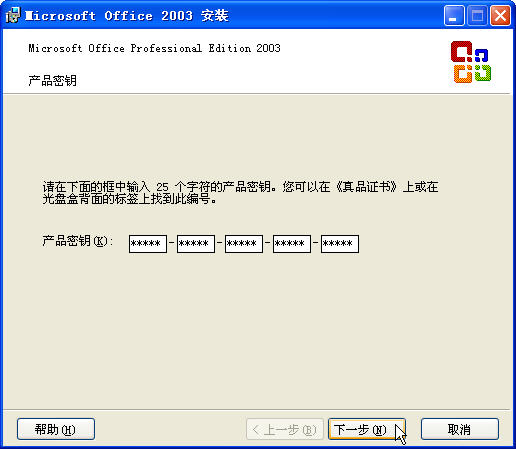 Microsoft Office 2003 安装
Microsoft Office Professional Edition 2003
产品密钥
请在下面的框中输入 25 个字符的产品密钥。您可以在《真品证书》上或在
光盘盒背面的标签上找到此编号。
产品密钥(K): ***** - ***** - ***** - ***** - *****
帮助(H) < 上一步(B) 下一步(N) 取消